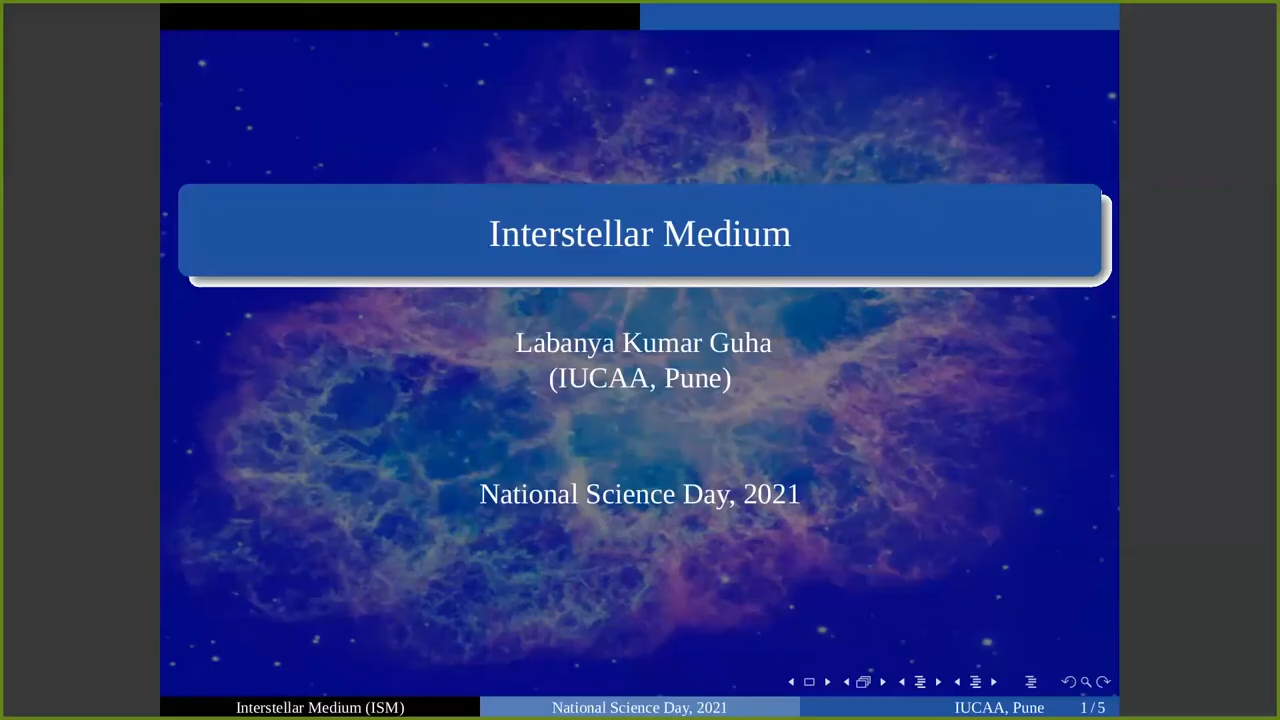 Interstellar Medium
Labanya Kumar Guha
(IUCAA, Pune)
National Science Day, 2021
Interstellar Medium (ISM)
National Science Day, 2021
IUCAA, Pune
1 / 5